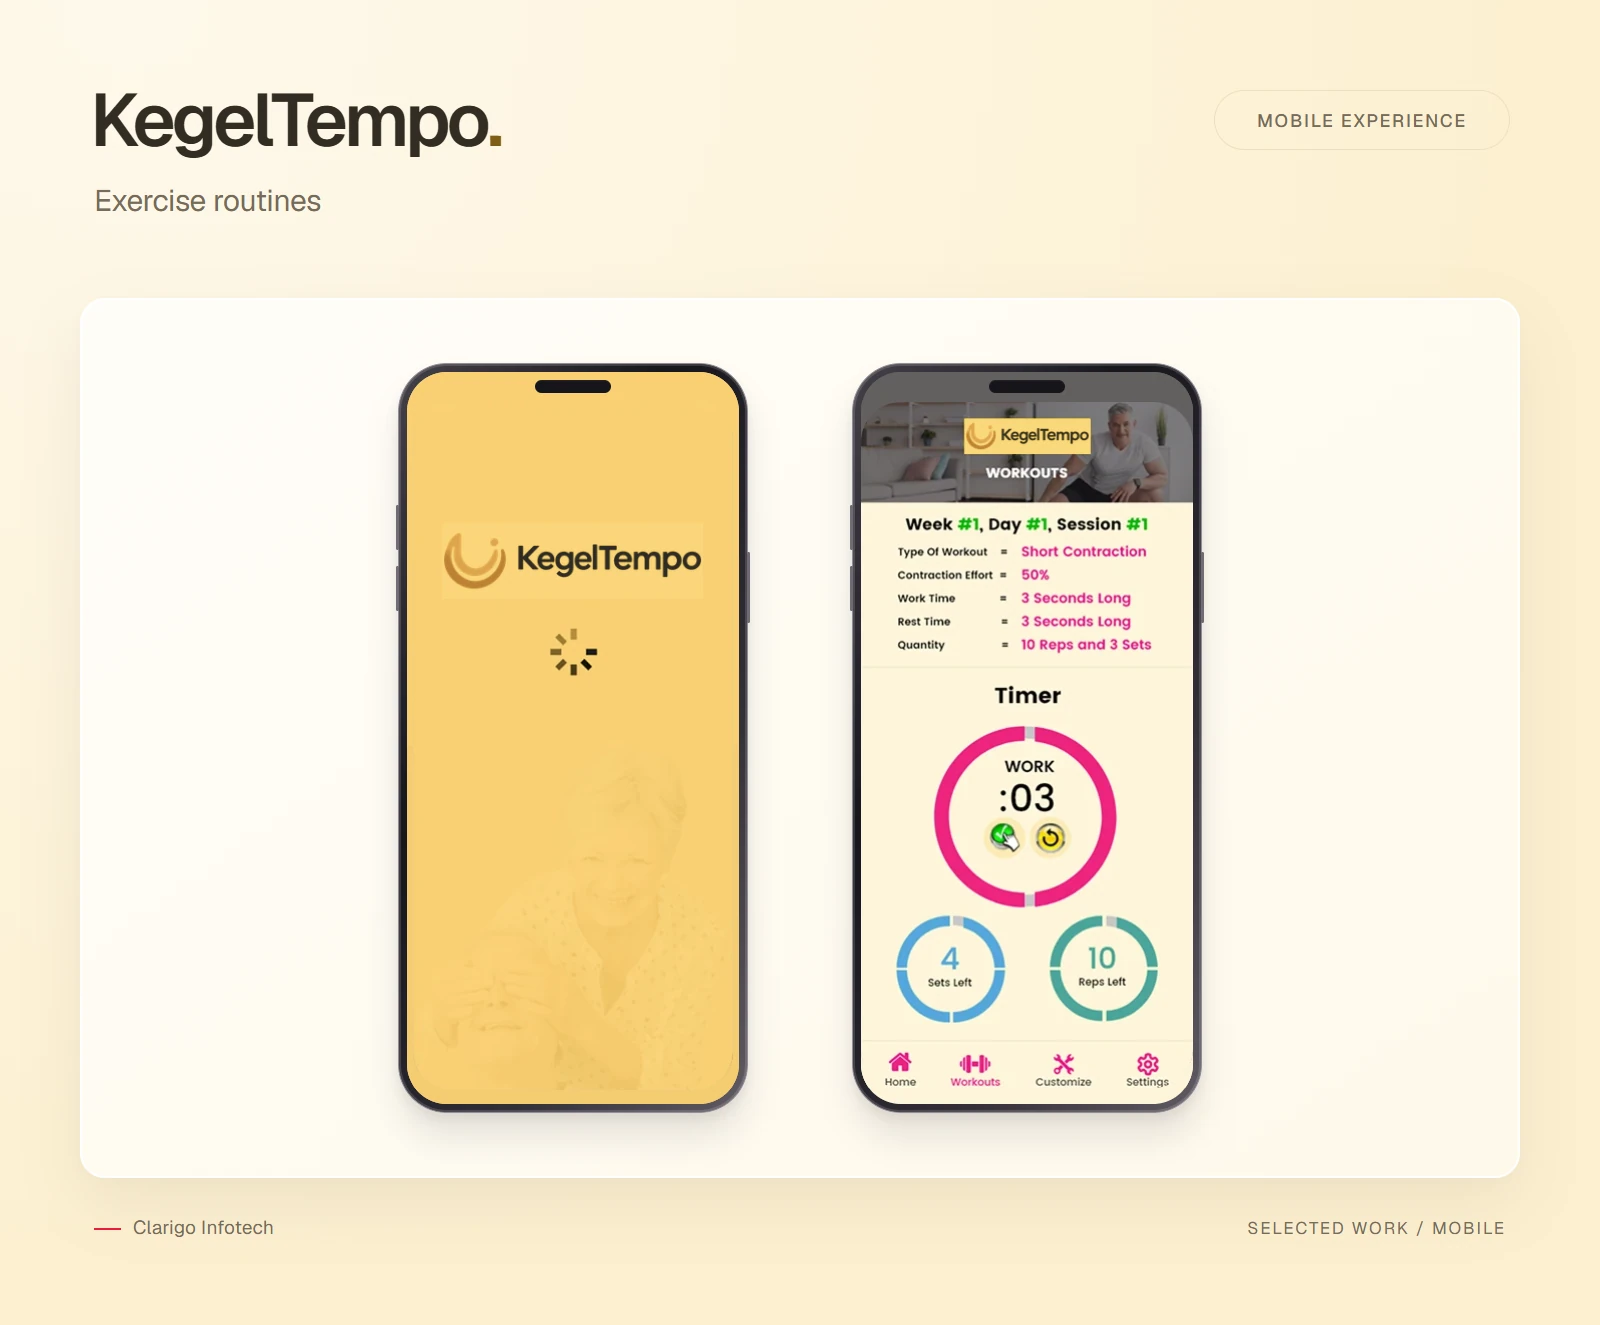 KegelTempo.
MOBILE EXPERIENCE
Exercise routines
KegelTempo
KegelTempo
WORKOUTS
Week #1, Day #1, Session #1
Type Of Workout = Short Contraction
Contraction Effort = 50%
Work Time = 3 Seconds Long
Rest Time = 3 Seconds Long
Quantity = 10 Reps and 3 Sets
Timer
WORK
:03
4
Sets Left
10
Reps Left
Home
Workouts
Customize
Settings
Clarigo Infotech
SELECTED WORK / MOBILE